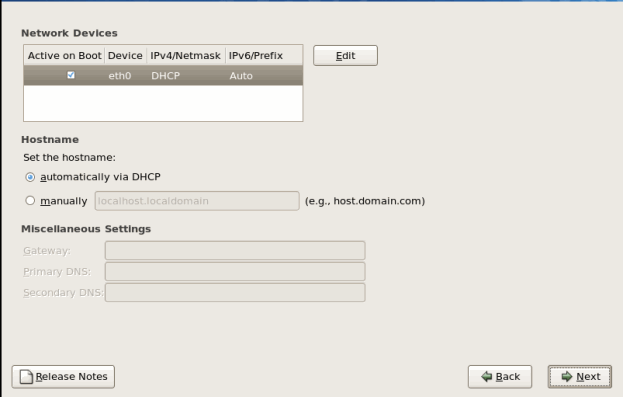 Network Devices
Active on Boot Device IPv4/Netmask IPv6/Prefix
Edit
eth0 DHCP Auto
Hostname
Set the hostname:
automatically via DHCP
manually localhost.localdomain (e.g., host.domain.com)
Miscellaneous Settings
Gateway:
Primary DNS:
Secondary DNS:
Release Notes
Back
Next